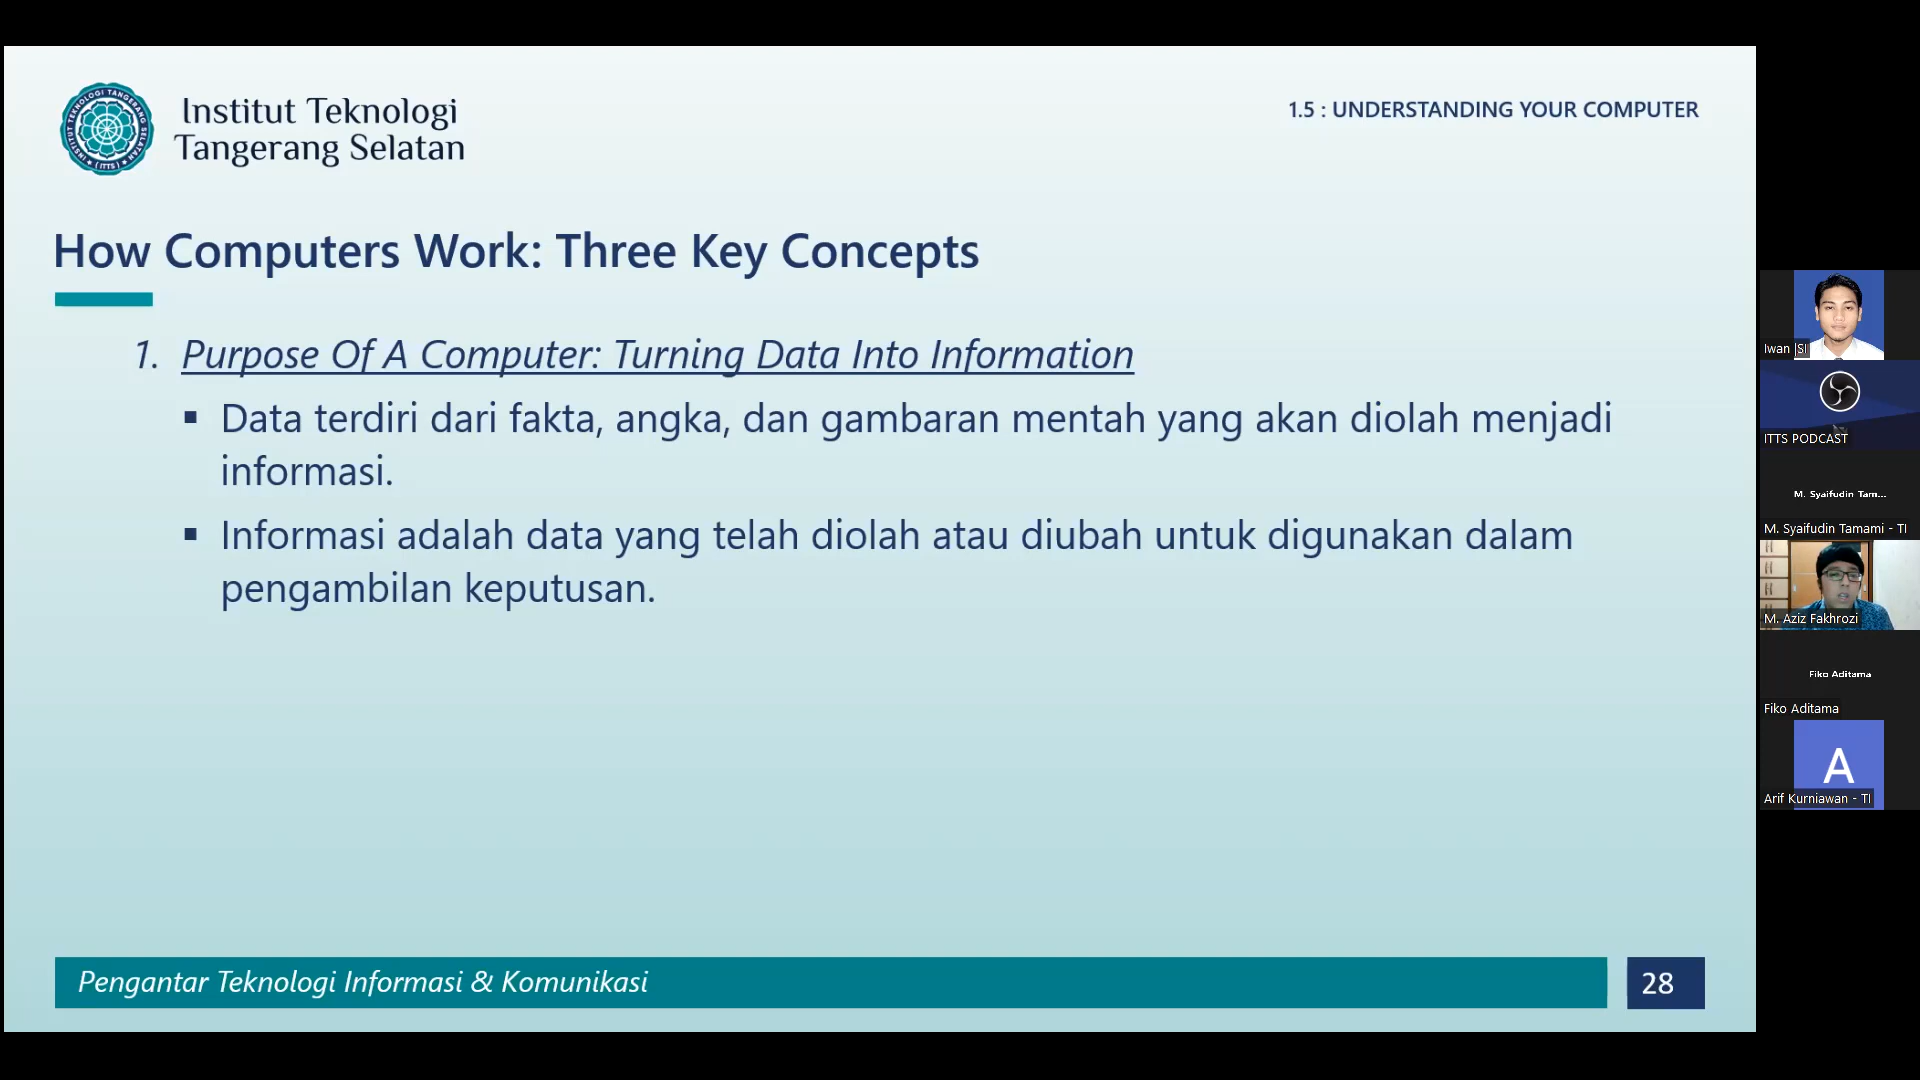 Institut Teknologi
Tangerang Selatan
1.5 : UNDERSTANDING YOUR COMPUTER
How Computers Work: Three Key Concepts
1. Purpose Of A Computer: Turning Data Into Information
▪ Data terdiri dari fakta, angka, dan gambaran mentah yang akan diolah menjadi
informasi.
▪ Informasi adalah data yang telah diolah atau diubah untuk digunakan dalam
pengambilan keputusan.
Pengantar Teknologi Informasi & Komunikasi
28
Iwan |SI
ITTS PODCAST
M. Syaifudin Tam...
M. Syaifudin Tamami - TI
M. Aziz Fakhrozi
Fiko Aditama
Fiko Aditama
A
Arif Kurniawan - TI